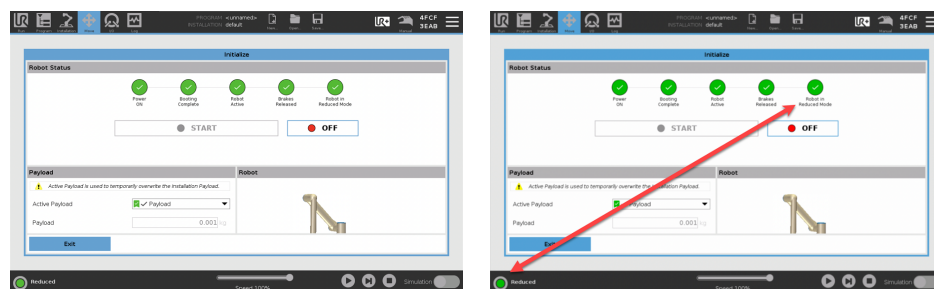 PROGRAM <unnamed>
INSTALLATION default
4FCF
3EAB
Run Program Installation Move I/O Log
New... Open... Save...
Manual
Initialize
Robot Status
Power ON
Booting Complete
Robot Active
Brakes Released
Robot in Reduced Mode
START
OFF
Payload
Robot
Active Payload is used to temporarily overwrite the Installation Payload.
Active Payload
Payload
Payload
0.001 kg
Exit
Reduced
Speed 100%
Simulation
PROGRAM <unnamed>
INSTALLATION default
4FCF
3EAB
Run Program Installation Move I/O Log
New... Open... Save...
Manual
Initialize
Robot Status
Power ON
Booting Complete
Robot Active
Brakes Released
Robot in Reduced Mode
START
OFF
Payload
Robot
Active Payload is used to temporarily overwrite the Installation Payload.
Active Payload
Payload
Payload
0.001 kg
Reduced
Speed 100%
Simulation